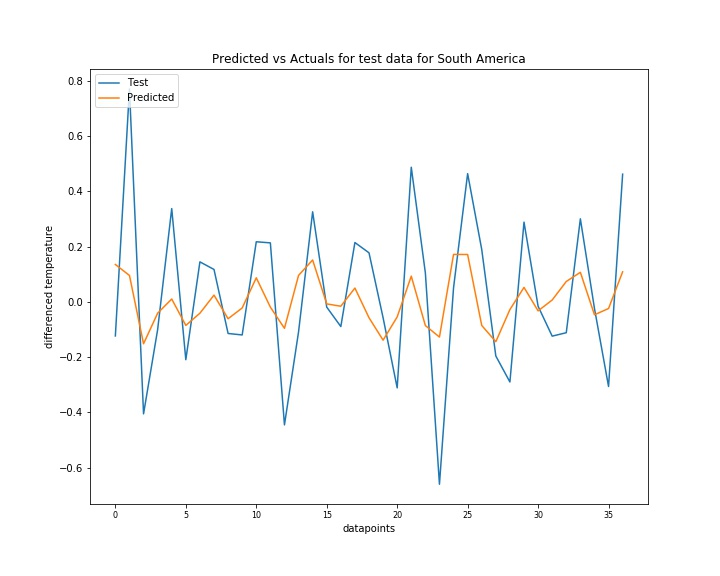 Predicted vs Actuals for test data for South America
Test
Predicted
differenced temperature
0.8
0.6
0.4
0.2
0.0
−0.2
−0.4
−0.6
0 5 10 15 20 25 30 35
datapoints